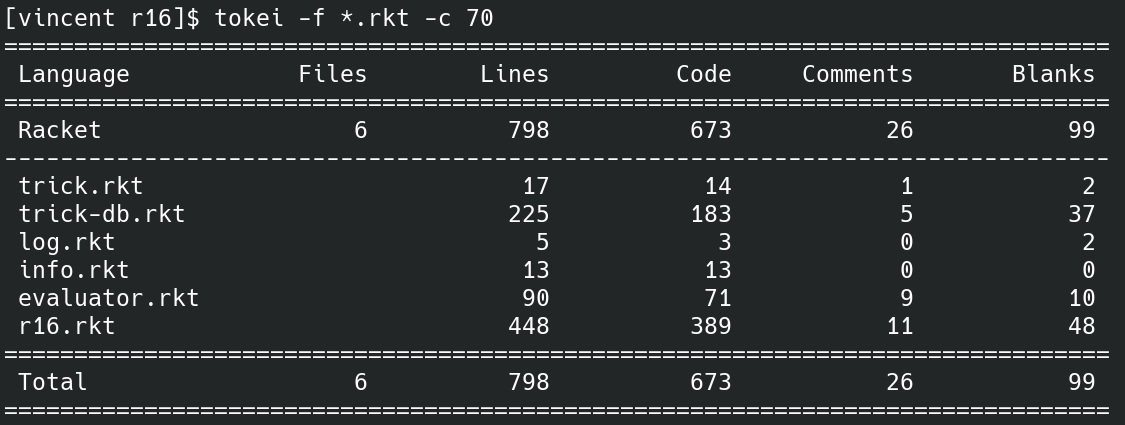 [vincent r16]$ tokei -f *.rkt -c 70
===============================================================================
 Language            Files        Lines         Code     Comments       Blanks
===============================================================================
 Racket                  6          798          673           26           99
-------------------------------------------------------------------------------
 trick.rkt                           17           14            1            2
 trick-db.rkt                       225          183            5           37
 log.rkt                              5            3            0            2
 info.rkt                            13           13            0            0
 evaluator.rkt                       90           71            9           10
 r16.rkt                            448          389           11           48
===============================================================================
 Total                   6          798          673           26           99
===============================================================================